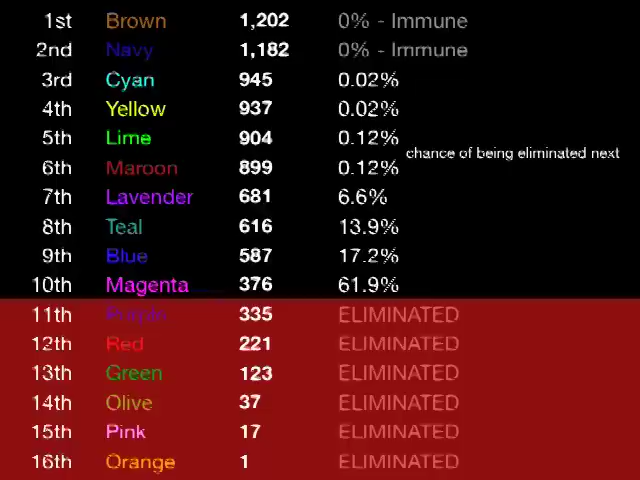 1st Brown 1,202 0% - Immune
2nd Navy 1,182 0% - Immune
3rd Cyan 945 0.02%
4th Yellow 937 0.02%
5th Lime 904 0.12%
chance of being eliminated next
6th Maroon 899 0.12%
7th Lavender 681 6.6%
8th Teal 616 13.9%
9th Blue 587 17.2%
10th Magenta 376 61.9%
11th Purple 335 ELIMINATED
12th Red 221 ELIMINATED
13th Green 123 ELIMINATED
14th Olive 37 ELIMINATED
15th Pink 17 ELIMINATED
16th Orange 1 ELIMINATED